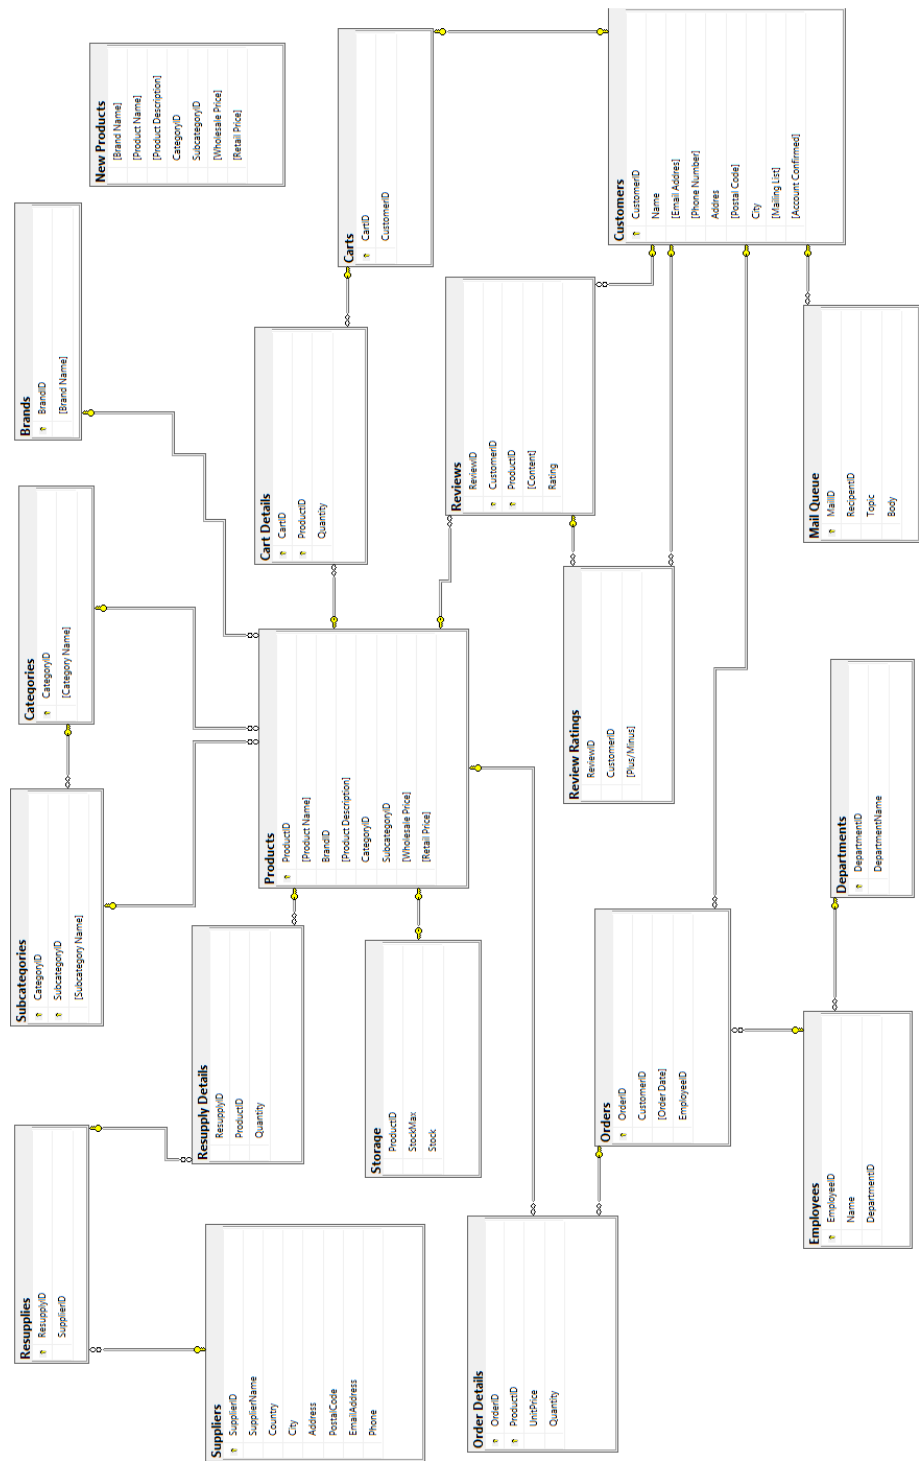 Resupplies
ResupplyID
SupplierID
Subcategories
CategoryID
SubcategoryID
[Subcategory Name]
Categories
CategoryID
[Category Name]
Brands
BrandID
[Brand Name]
New Products
[Brand Name]
[Product Name]
[Product Description]
CategoryID
SubcategoryID
[Wholesale Price]
[Retail Price]
Suppliers
SupplierID
SupplierName
Country
City
Address
PostalCode
EmailAddress
Phone
Resupply Details
ResupplyID
ProductID
Quantity
Products
ProductID
[Product Name]
BrandID
[Product Description]
CategoryID
SubcategoryID
[Wholesale Price]
[Retail Price]
Cart Details
CartID
ProductID
Quantity
Carts
CartID
CustomerID
Storage
ProductID
StockMax
Stock
Order Details
OrderID
ProductID
UnitPrice
Quantity
Reviews
ReviewID
CustomerID
ProductID
[Content]
Rating
Review Ratings
ReviewID
CustomerID
[Plus/Minus]
Orders
OrderID
CustomerID
[Order Date]
EmployeeID
Customers
CustomerID
Name
[Email Addres]
[Phone Number]
Addres
[Postal Code]
City
[Mailing List]
[Account Confirmed]
Employees
EmployeeID
Name
DepartmentID
Departments
DepartmentID
DepartmentName
Mail Queue
MailID
RecipentID
Topic
Body